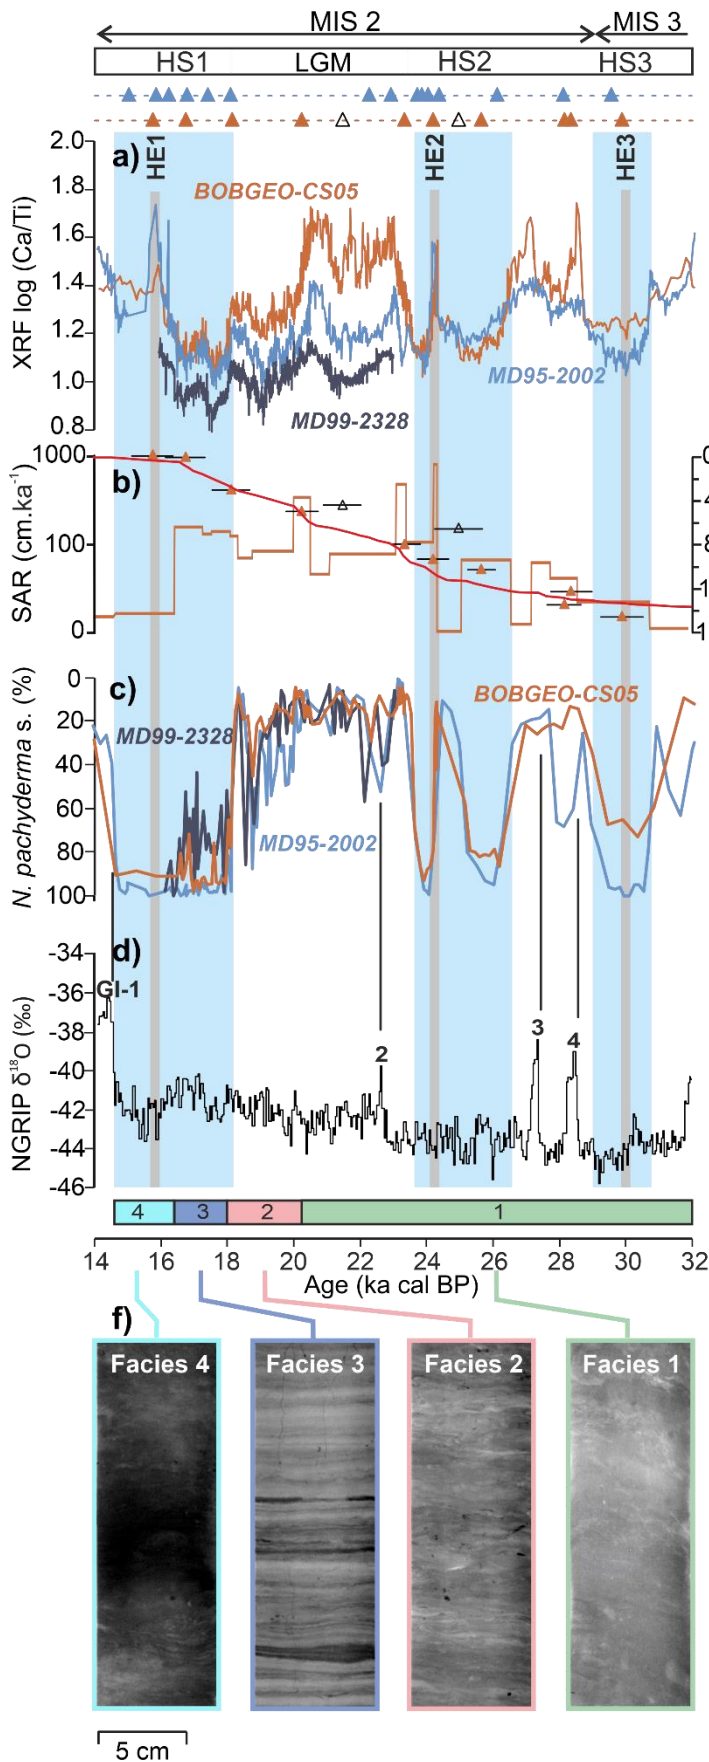 MIS 2
MIS 3
HS1
LGM
HS2
HS3
a)
HE1
HE2
HE3
XRF log (Ca/Ti)
2.0
1.8
1.6
1.4
1.2
1.0
0.8
BOBGEO-CS05
MD95-2002
MD99-2328
b)
SAR (cm.ka⁻¹)
1000
100
0
0
4
8
1
1
c)
N. pachyderma s. (%)
0
20
40
60
80
100
BOBGEO-CS05
MD99-2328
MD95-2002
d)
NGRIP δ¹⁸O (‰)
-34
-36
-38
-40
-42
-44
-46
GI-1
2
3
4
4
3
2
1
14 16 18 20 22 24 26 28 30 32
Age (ka cal BP)
f)
Facies 4
Facies 3
Facies 2
Facies 1
5 cm